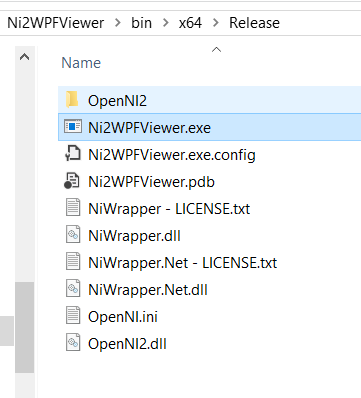 Ni2WPFViewer > bin > x64 > Release
Name
OpenNI2
Ni2WPFViewer.exe
Ni2WPFViewer.exe.config
Ni2WPFViewer.pdb
NiWrapper - LICENSE.txt
NiWrapper.dll
NiWrapper.Net - LICENSE.txt
NiWrapper.Net.dll
OpenNI.ini
OpenNI2.dll